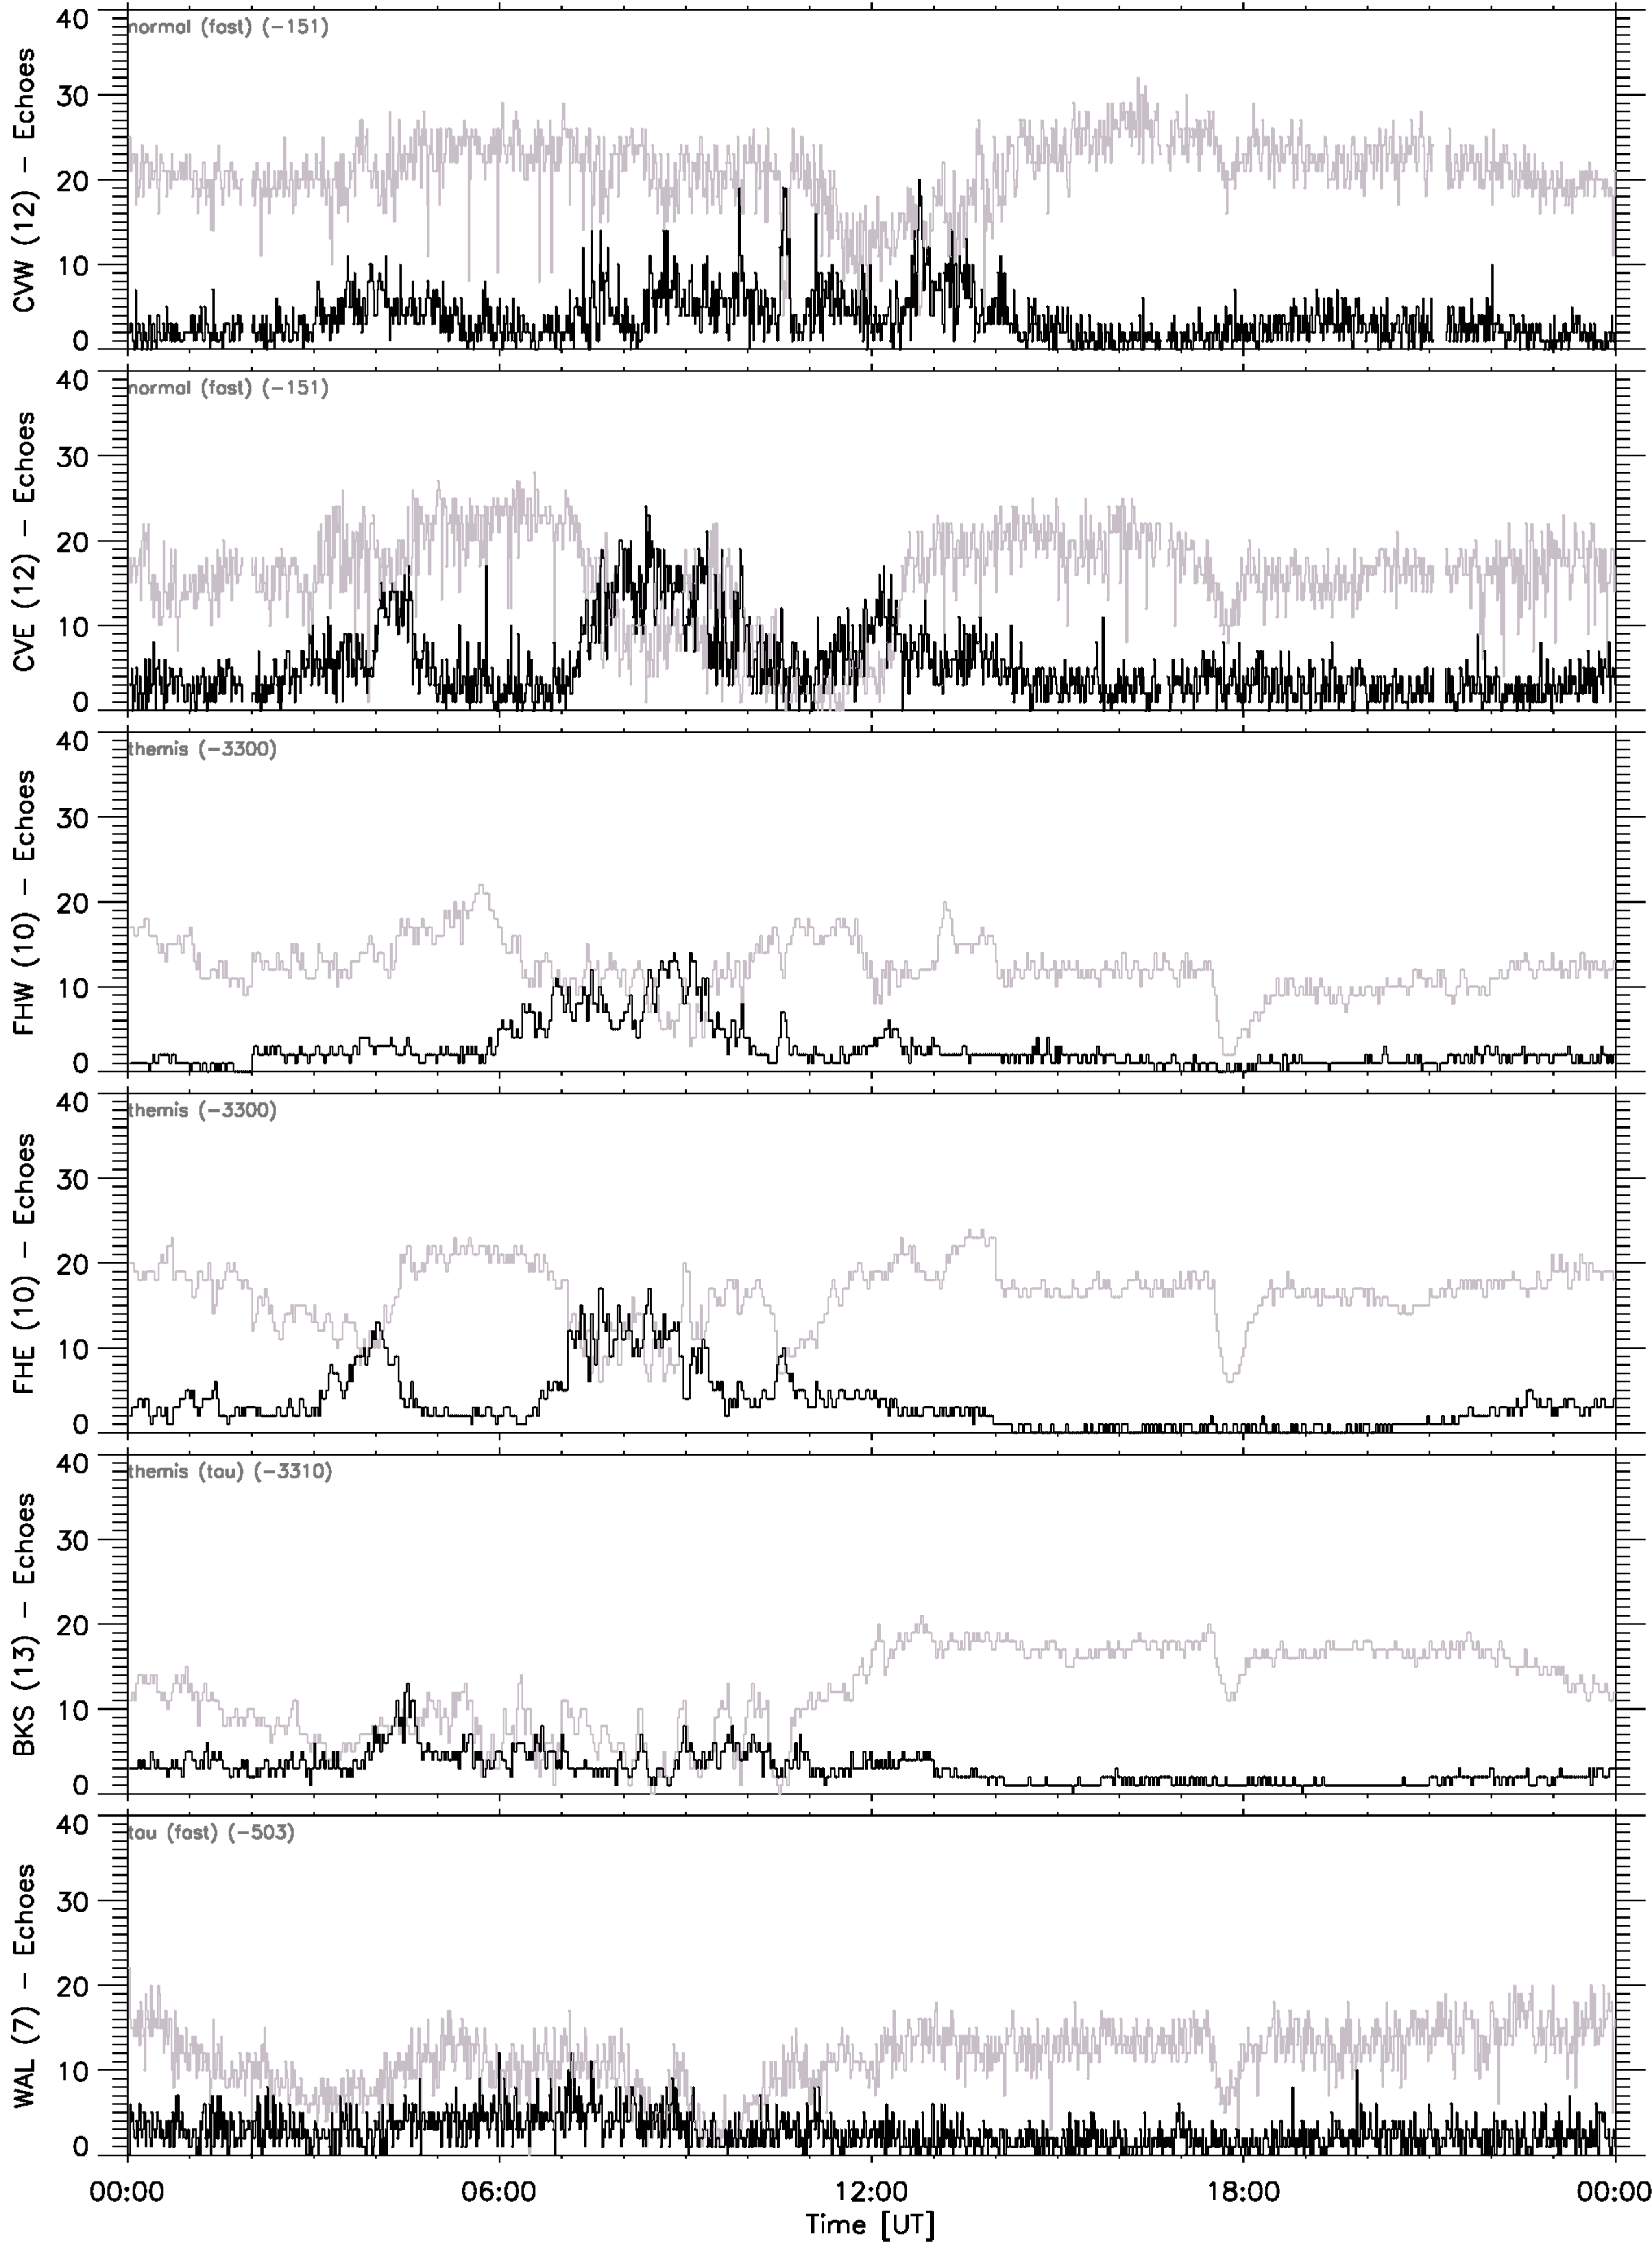 CVW (12) – Echoes
normal (fast) (-151)
40
30
20
10
0
CVE (12) – Echoes
normal (fast) (-151)
40
30
20
10
0
FHW (10) – Echoes
themis (-3300)
40
30
20
10
0
FHE (10) – Echoes
themis (-3300)
40
30
20
10
0
BKS (13) – Echoes
themis (tau) (-3310)
40
30
20
10
0
WAL (7) – Echoes
tau (fast) (-503)
40
30
20
10
0
00:00 06:00 12:00 18:00 00:00
Time [UT]